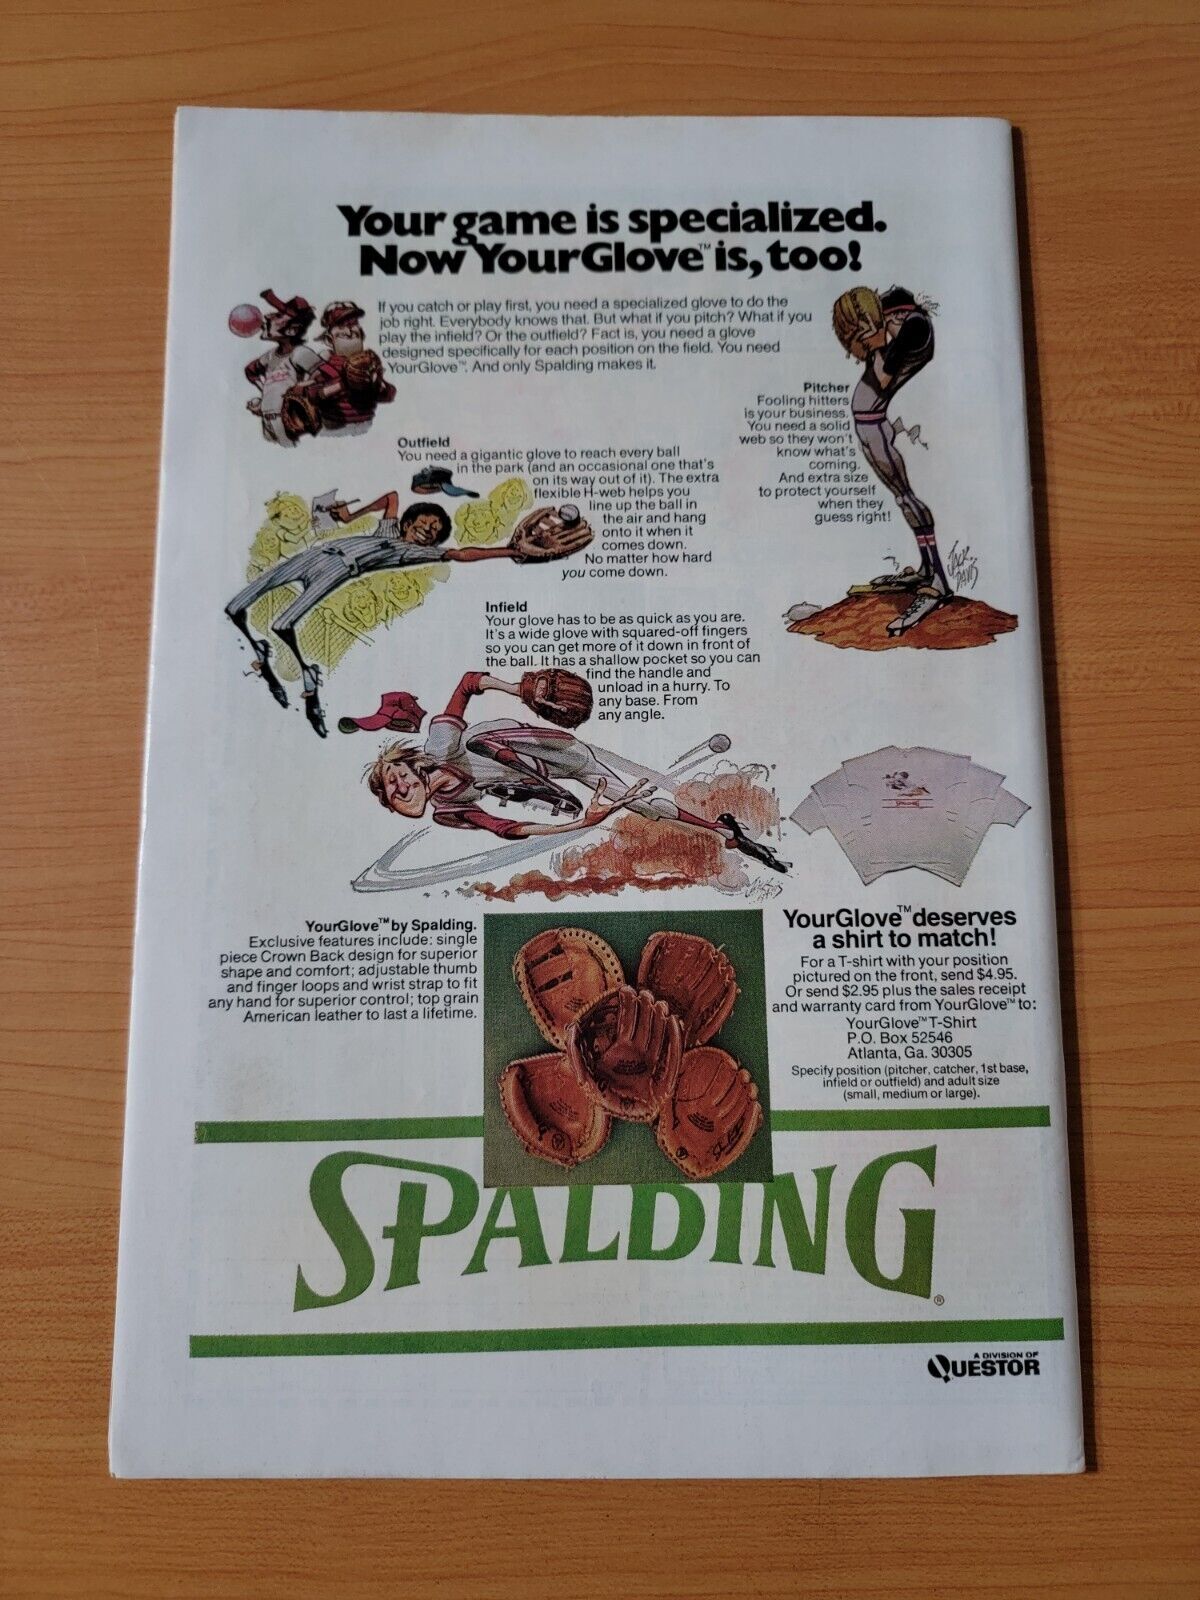 Your game is specialized.
Now YourGlove™ is, too!
If you catch or play first, you need a specialized glove to do the
job right. Everybody knows that. But what if you pitch? What if you
play the infield? Or the outfield? Fact is, you need a glove
designed specifically for each position on the field. You need
YourGlove™. And only Spalding makes it.
Pitcher
Fooling hitters
is your business.
You need a solid
web so they won't
know what's
coming.
And extra size
to protect yourself
when they
guess right!
JACK
DAVIS
Outfield
You need a gigantic glove to reach every ball
in the park (and an occasional one that's
on its way out of it). The extra
flexible H-web helps you
line up the ball in
the air and hang
onto it when it
comes down.
No matter how hard
you come down.
Infield
Your glove has to be as quick as you are.
It's a wide glove with squared-off fingers
so you can get more of it down in front of
the ball. It has a shallow pocket so you can
find the handle and
unload in a hurry. To
any base. From
any angle.
SPALDING
YourGlove™ by Spalding.
Exclusive features include: single
piece Crown Back design for superior
shape and comfort; adjustable thumb
and finger loops and wrist strap to fit
any hand for superior control; top grain
American leather to last a lifetime.
YourGlove™ deserves
a shirt to match!
For a T-shirt with your position
pictured on the front, send $4.95.
Or send $2.95 plus the sales receipt
and warranty card from YourGlove™ to:
YourGlove™ T-Shirt
P.O. Box 52546
Atlanta, Ga. 30305
Specify position (pitcher, catcher, 1st base,
infield or outfield) and adult size
(small, medium or large).
SPALDING®
A DIVISION OF
QUESTOR